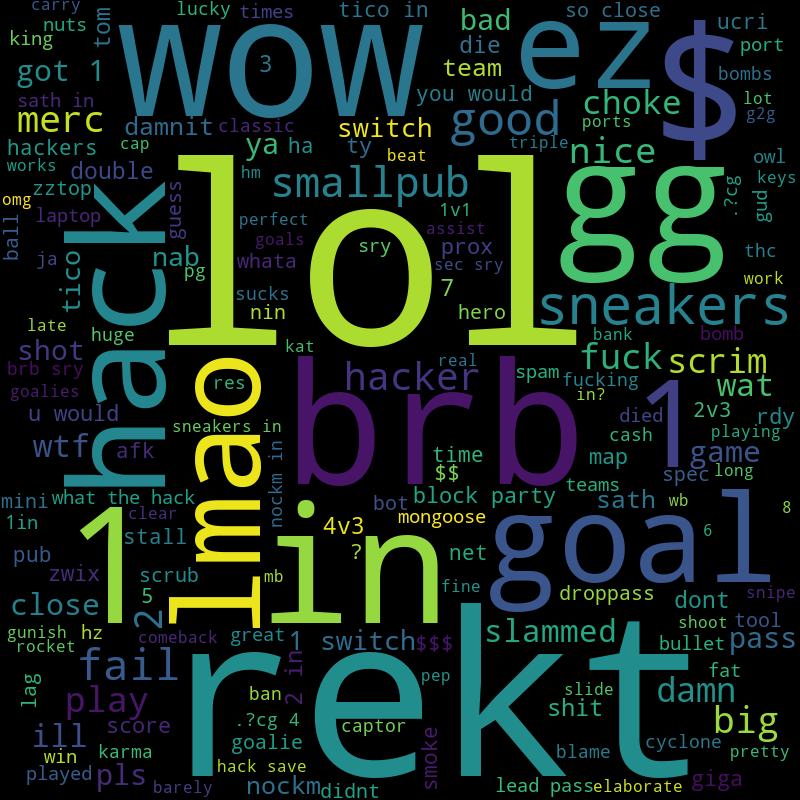 carry
lucky
times
tico in
so close
nuts
tom
wow
bad
ez
$
ucri
king
die
port
got 1
3
team
bombs
sath in
you would
choke
lot
merc
damnit
classic
switch
good
ports
g2g
hackers
cap
ya
ha
ty
beat
triple
nice
owl
works
zztop
double
hm
smallpub
gg
keys
omg
hack
guess
lol
.?cg
gud
ball
laptop
perfect
1v1
assist
goals
sry
prox
ja
tico
nab
pg
whata
sec sry
thc
sucks
7
sneakers
work
late
huge
nin
hero
bank
bomb
shot
kat
real
fuck
scrim
brb sry
goalies
lmao
res
brb
hacker
spam
fucking
in?
1
wat
u would
sneakers in
died
2v3
rdy
wtf
afk
cash
playing
nockm in
time
$$
map
game
mini
what the hack
bot
block party
teams
spec
long
1in
clear
1 in
4v3
mongoose
sath
wb
8
pub
stall
?
net
goal
6
zwix
scrub
mb
fine
droppass
snipe
close
5
2
dont
gunish
hz
comeback
great
1
switch
$$$
slammed
shoot
tool
rocket
rekt
bullet
pass
fail
2 in
pep
slide
fat
lag
play
ban
damn
score
.?cg 4
captor
smoke
shit
big
ill
karma
goalie
blame
cyclone
win
pretty
played
pls
hack save
barely
nockm
didnt
lead pass
elaborate
giga